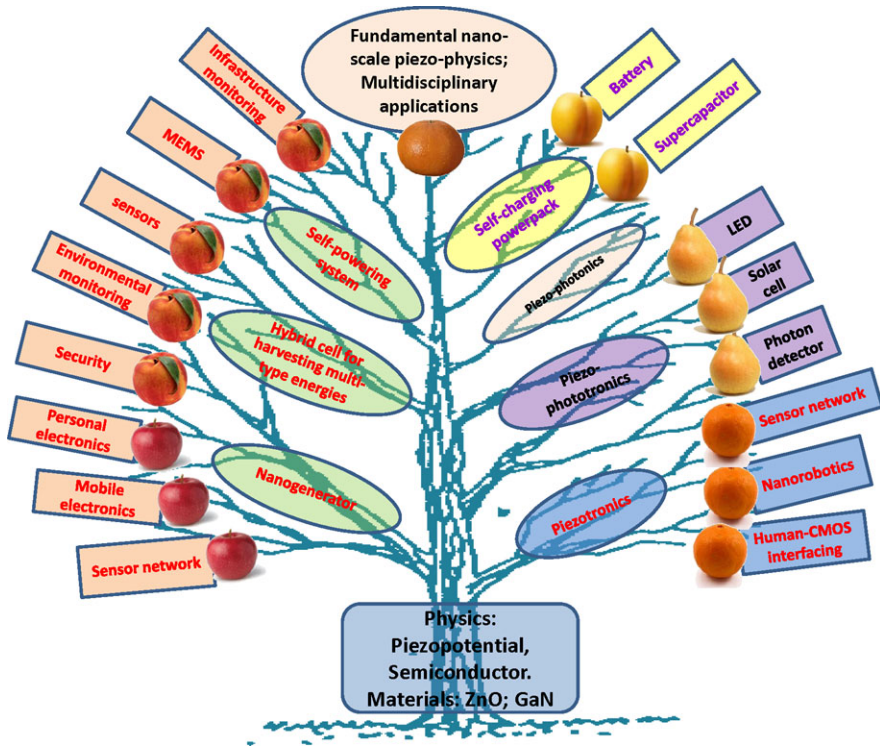 Fundamental nano-
scale piezo-physics;
Multidisciplinary
applications
Infrastructure
monitoring
MEMS
sensors
Environmental
monitoring
Security
Personal
electronics
Mobile
electronics
Sensor network
Self-powering
system
Hybrid cell for
harvesting multi-
type energies
Nanogenerator
Battery
Supercapacitor
Self-charging
powerpack
Piezo-photonics
LED
Solar
cell
Photon
detector
Piezo-
phototronics
Sensor network
Nanorobotics
Human-CMOS
interfacing
Piezotronics
Physics:
Piezopotential,
Semiconductor.
Materials: ZnO; GaN